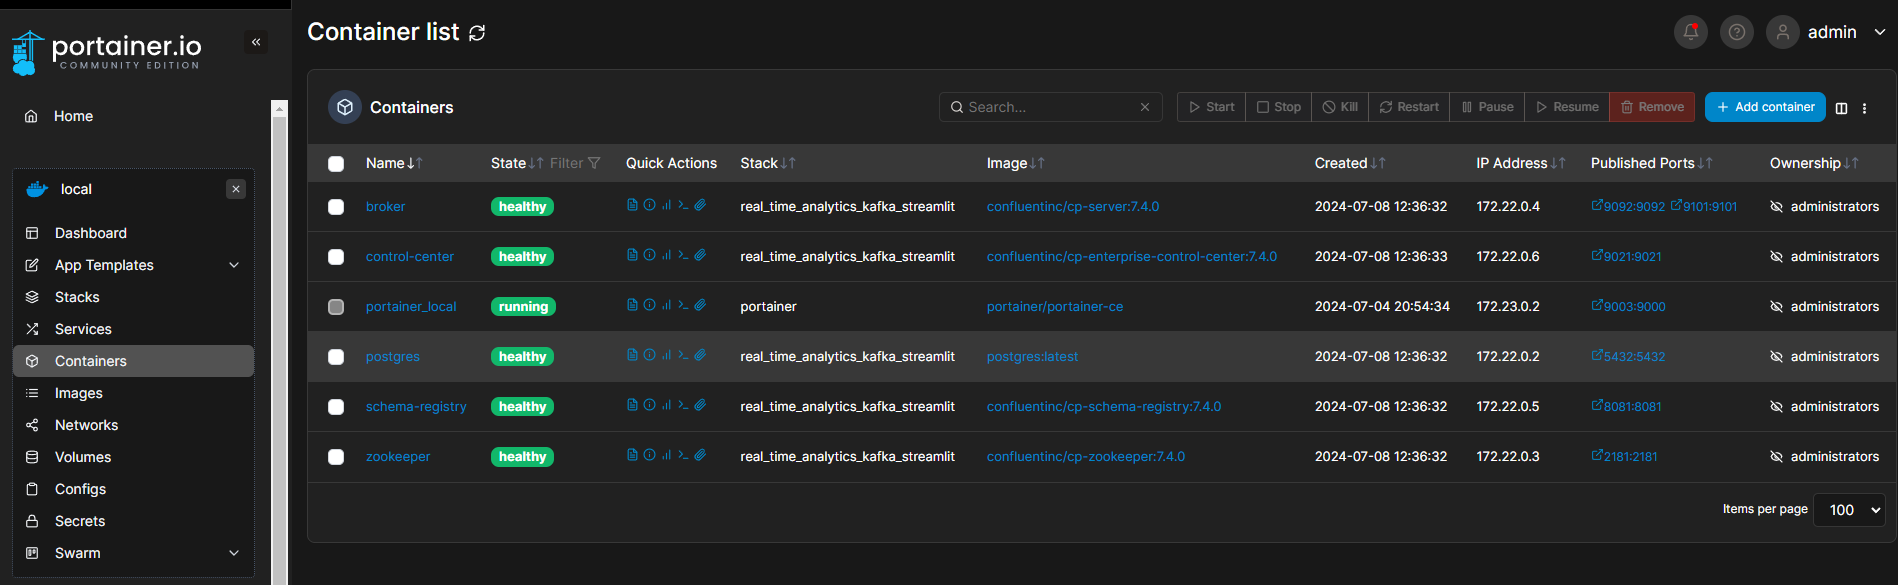 portainer.io
COMMUNITY EDITION
Home
local
Dashboard
App Templates
Stacks
Services
Containers
Images
Networks
Volumes
Configs
Secrets
Swarm
Container list
admin
Containers
Search...
Start Stop Kill Restart Pause Resume Remove Add container
Name State Filter Quick Actions Stack Image Created IP Address Published Ports Ownership
broker healthy real_time_analytics_kafka_streamlit confluentinc/cp-server:7.4.0 2024-07-08 12:36:32 172.22.0.4 9092:9092 9101:9101 administrators
control-center healthy real_time_analytics_kafka_streamlit confluentinc/cp-enterprise-control-center:7.4.0 2024-07-08 12:36:33 172.22.0.6 9021:9021 administrators
portainer_local running portainer portainer/portainer-ce 2024-07-04 20:54:34 172.23.0.2 9003:9000 administrators
postgres healthy real_time_analytics_kafka_streamlit postgres:latest 2024-07-08 12:36:32 172.22.0.2 5432:5432 administrators
schema-registry healthy real_time_analytics_kafka_streamlit confluentinc/cp-schema-registry:7.4.0 2024-07-08 12:36:32 172.22.0.5 8081:8081 administrators
zookeeper healthy real_time_analytics_kafka_streamlit confluentinc/cp-zookeeper:7.4.0 2024-07-08 12:36:32 172.22.0.3 2181:2181 administrators
Items per page 100